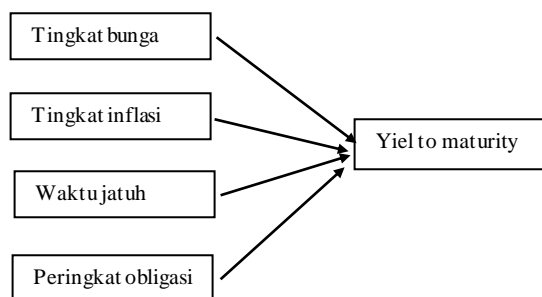 Tingkat bunga
Tingkat inflasi
Yiel to maturity
Waktu jatuh
Peringkat obligasi